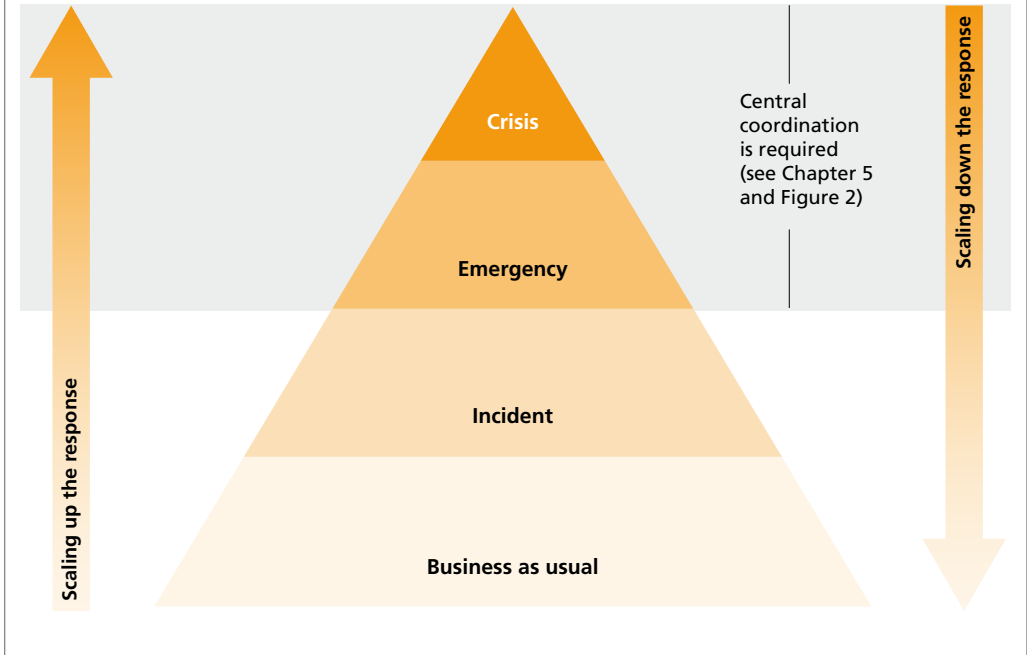 Scaling up the response
Crisis
Emergency
Incident
Business as usual
Central
coordination
is required
(see Chapter 5
and Figure 2)
Scaling down the response